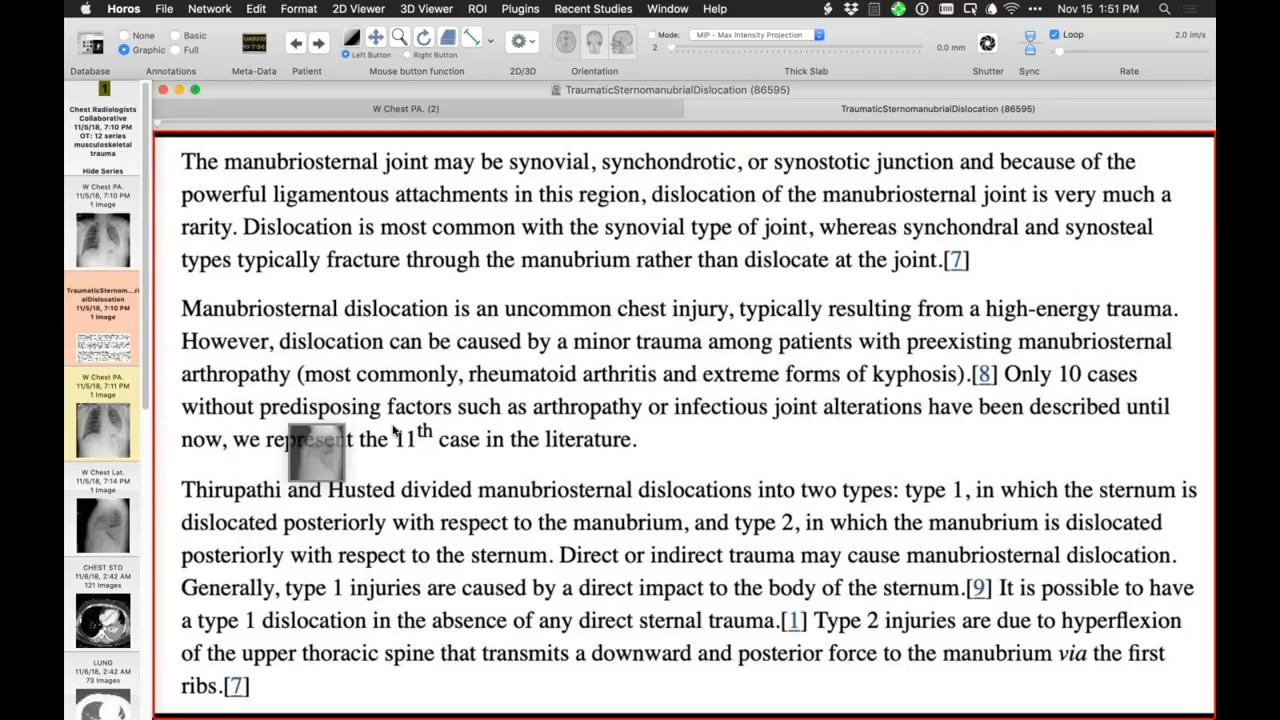 Horos File Network Edit Format 2D Viewer 3D Viewer ROI Plugins Recent Studies Window Help Nov 15 1:51 PM
None Basic
Graphic Full
Mode: MIP - Max Intensity Projection
2 0.0 mm
Left Button Right Button
Loop 2.0 im/s
Database Annotations Meta-Data Patient Mouse button function 2D/3D Orientation Thick Slab Shutter Sync Rate
TraumaticSternomanubrialDislocation (86595)
W Chest PA. (2) TraumaticSternomanubrialDislocation (86595)
1
Chest Radiologists
Collaborative
11/5/18, 7:10 PM
OT: 12 series
musculoskeletal
trauma
Hide Series
W Chest PA.
11/5/18, 7:10 PM
1 Image
TraumaticSternom...ri
alDislocation
11/5/18, 7:10 PM
1 Image
W Chest PA.
11/5/18, 7:11 PM
1 Image
W Chest Lat.
11/5/18, 7:14 PM
1 Image
CHEST STD
11/6/18, 2:42 AM
121 Images
LUNG
11/6/18, 2:42 AM
73 Images
The manubriosternal joint may be synovial, synchondrotic, or synostotic junction and because of the
powerful ligamentous attachments in this region, dislocation of the manubriosternal joint is very much a
rarity. Dislocation is most common with the synovial type of joint, whereas synchondral and synosteal
types typically fracture through the manubrium rather than dislocate at the joint.[7]
Manubriosternal dislocation is an uncommon chest injury, typically resulting from a high-energy trauma.
However, dislocation can be caused by a minor trauma among patients with preexisting manubriosternal
arthropathy (most commonly, rheumatoid arthritis and extreme forms of kyphosis).[8] Only 10 cases
without predisposing factors such as arthropathy or infectious joint alterations have been described until
now, we represent the 11th case in the literature.
Thirupathi and Husted divided manubriosternal dislocations into two types: type 1, in which the sternum is
dislocated posteriorly with respect to the manubrium, and type 2, in which the manubrium is dislocated
posteriorly with respect to the sternum. Direct or indirect trauma may cause manubriosternal dislocation.
Generally, type 1 injuries are caused by a direct impact to the body of the sternum.[9] It is possible to have
a type 1 dislocation in the absence of any direct sternal trauma.[1] Type 2 injuries are due to hyperflexion
of the upper thoracic spine that transmits a downward and posterior force to the manubrium via the first
ribs.[7]